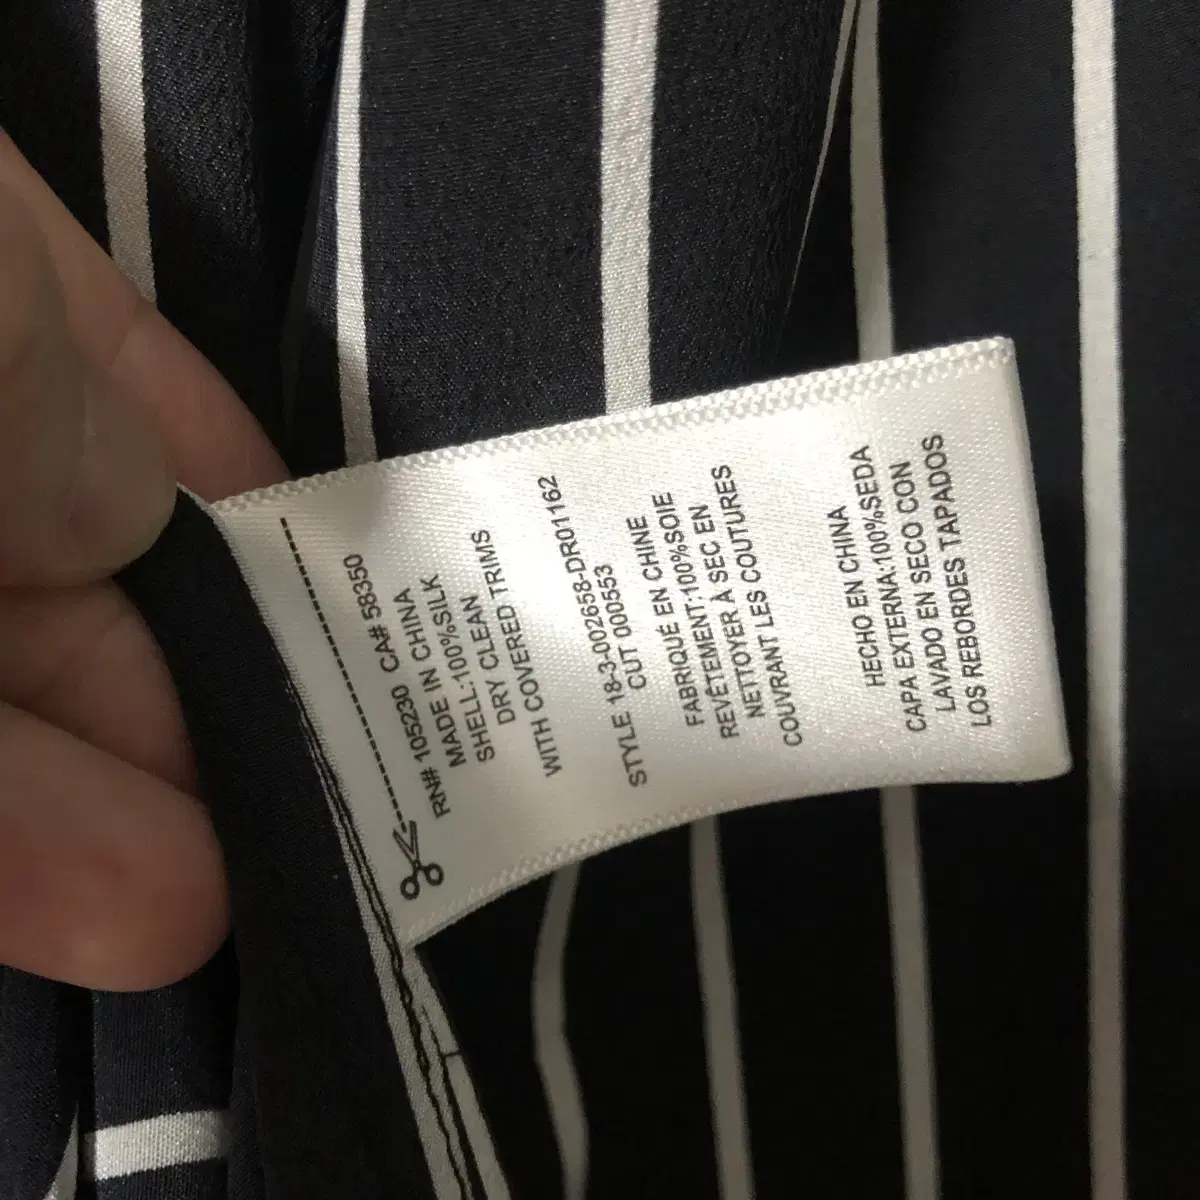 RN# 105230 CA# 58350
MADE IN CHINA
SHELL:100%SILK
DRY CLEAN
WITH COVERED TRIMS
STYLE 18-3-002658-DR01162
CUT 000553
FABRIQUÉ EN CHINE
REVÊTEMENT:100%SOIE
NETTOYER À SEC EN
COUVRANT LES COUTURES
HECHO EN CHINA
CAPA EXTERNA:100%SEDA
LAVADO EN SECO CON
LOS REBORDES TAPADOS